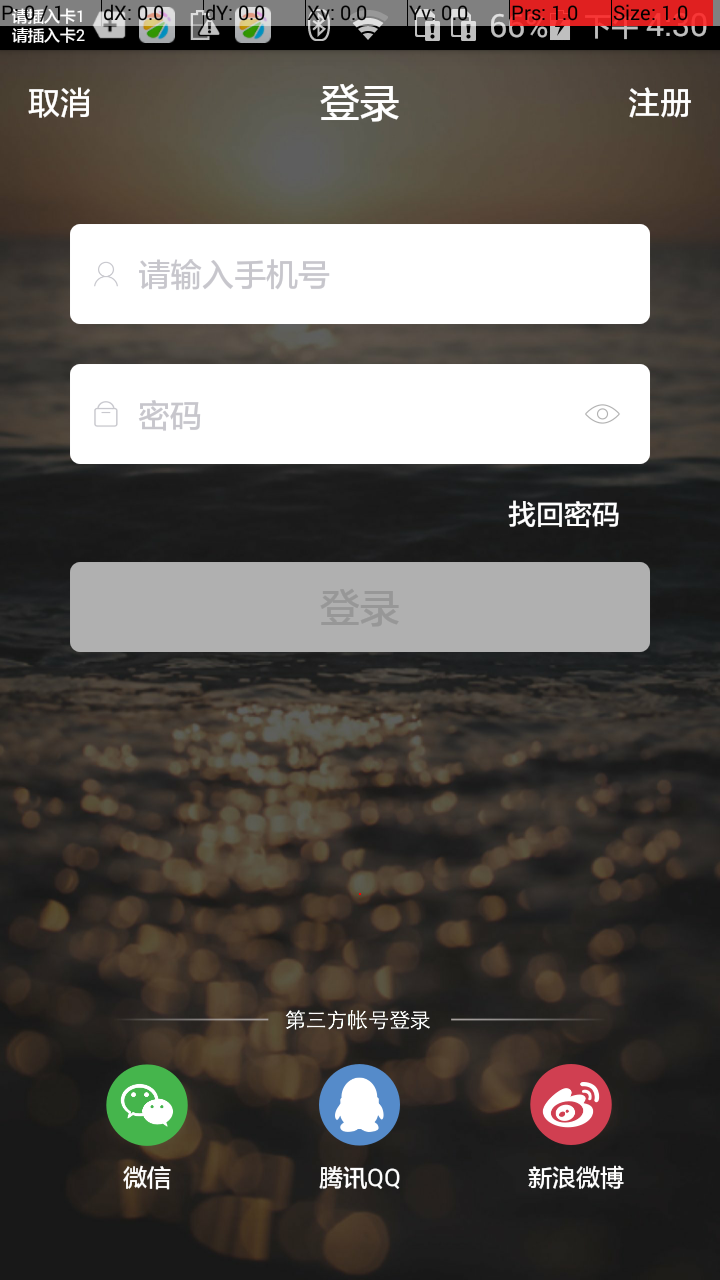 P: 0 / 1 dX: 0.0 dY: 0.0 Xv: 0.0 Yv: 0.0 Prs: 1.0 Size: 1.0
请插入卡1
请插入卡2
66% 下午 4:30
取消 登录 注册
请输入手机号
密码
找回密码
登录
第三方帐号登录
微信 腾讯QQ 新浪微博